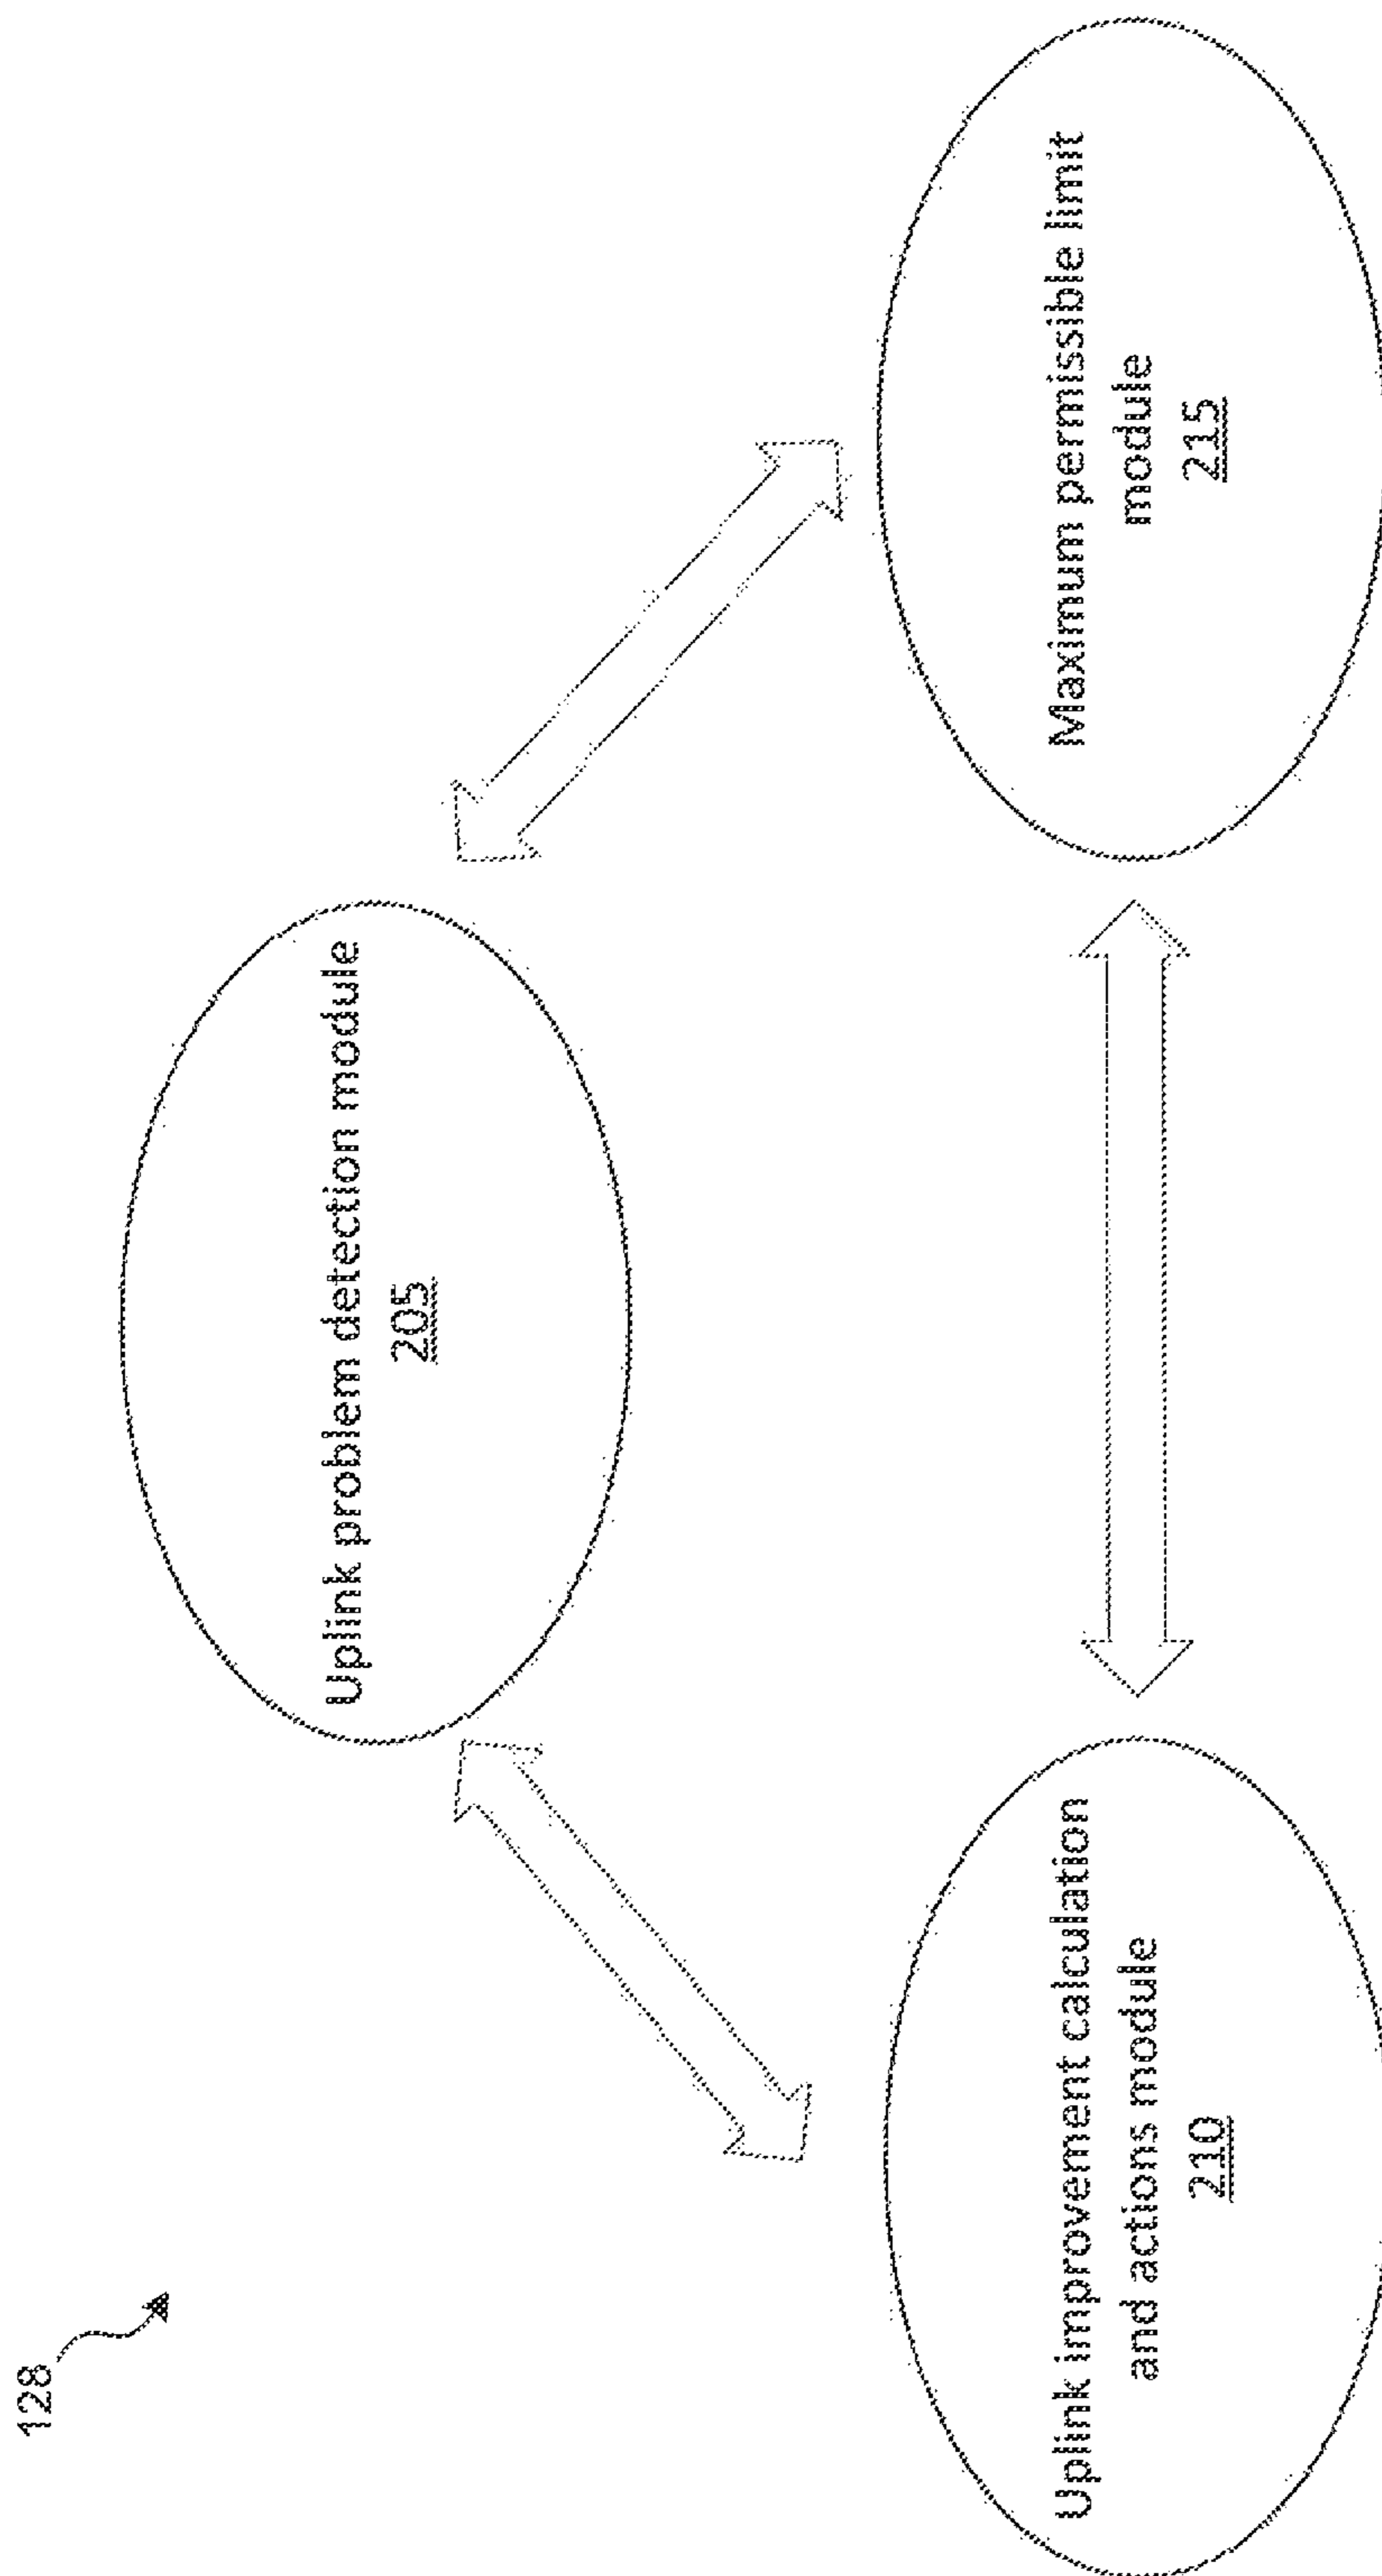 128
Uplink problem detection module
205
Uplink improvement calculation
and actions module
210
Maximum permissible limit
module
215